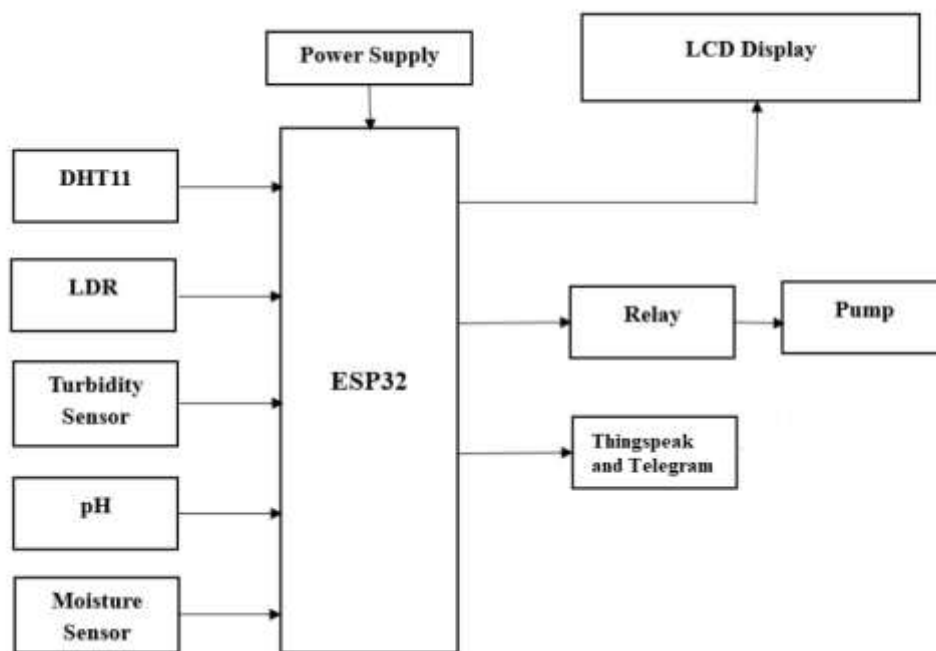 Power Supply
LCD Display
DHT11
LDR
Turbidity
Sensor
pH
Moisture
Sensor
ESP32
Relay
Pump
Thingspeak
and Telegram